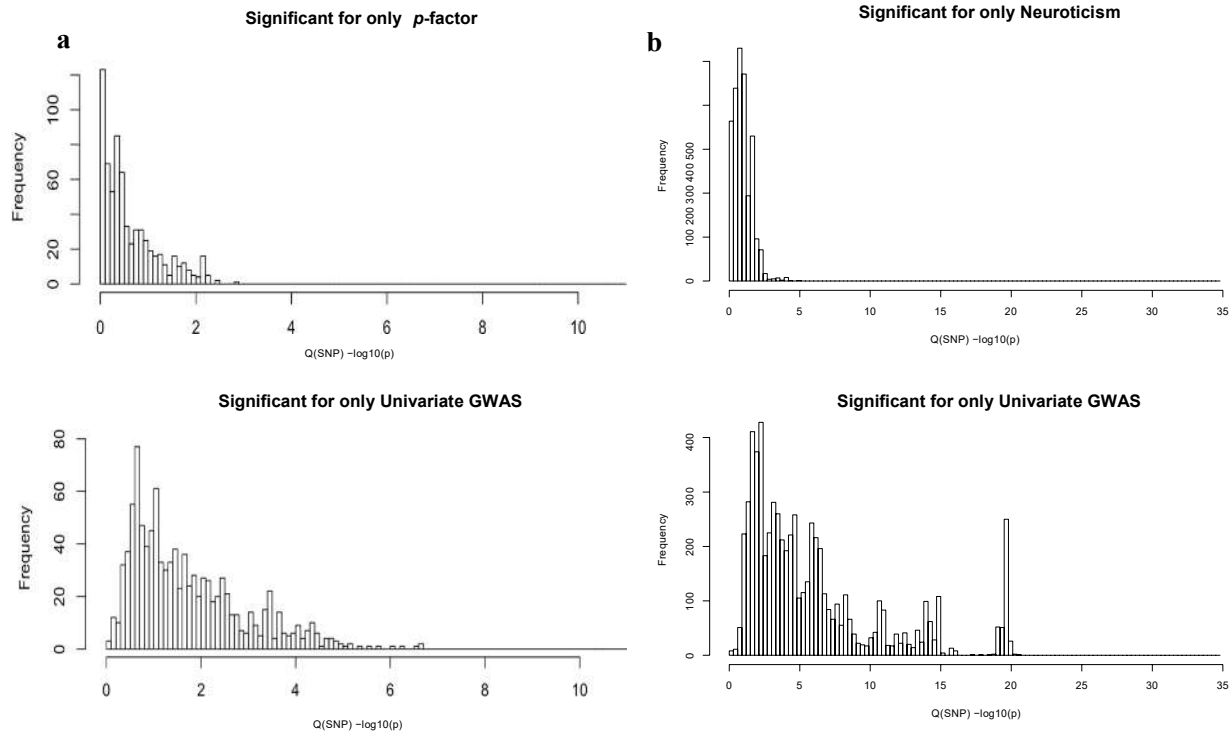 Significant for only p-factor
a
Frequency
0 20 60 100
0 2 4 6 8 10
Q(SNP) −log10(p)
Significant for only Neuroticism
b
Frequency
0 100 200 300 400 500
0 5 10 15 20 25 30 35
Q(SNP) −log10(p)
Significant for only Univariate GWAS
Frequency
0 20 40 60 80
0 2 4 6 8 10
Q(SNP) −log10(p)
Significant for only Univariate GWAS
Frequency
0 100 200 300 400
0 5 10 15 20 25 30 35
Q(SNP) −log10(p)